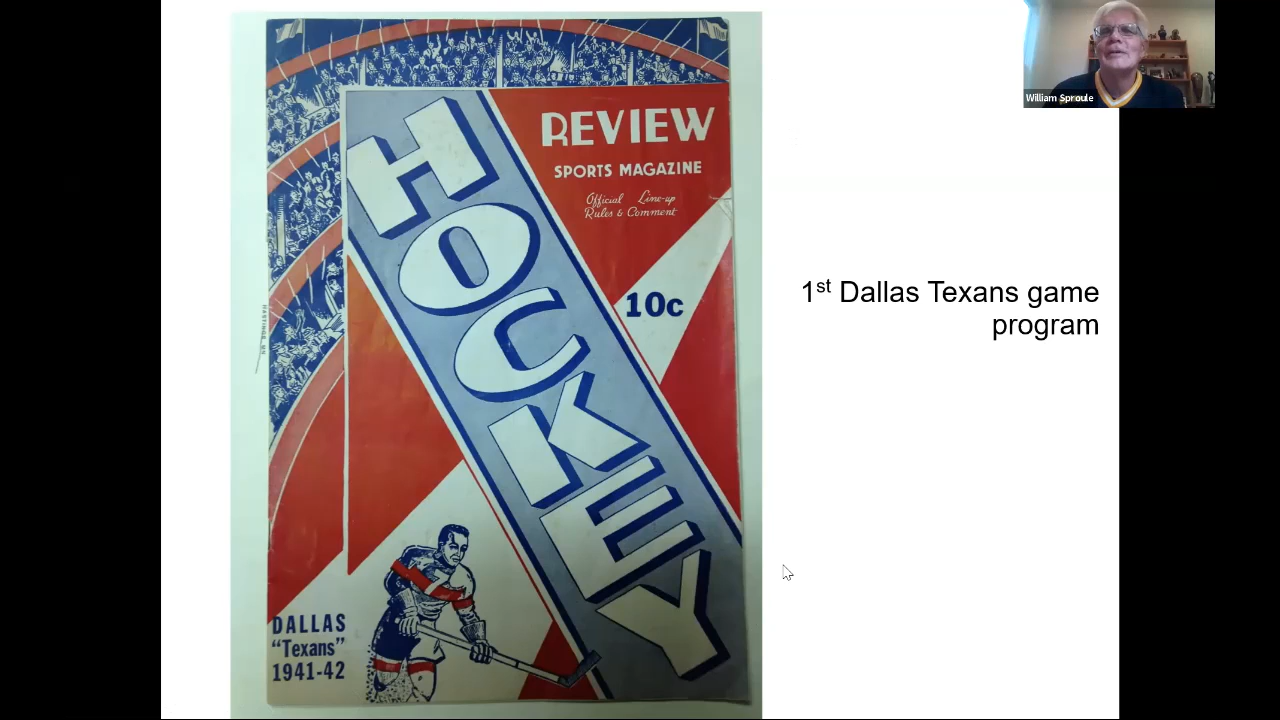 William Sproule
REVIEW
SPORTS MAGAZINE
Official Line-up
Rules & Comment
HOCKEY
10c
DALLAS
"Texans"
1941-42
1st Dallas Texans game
program